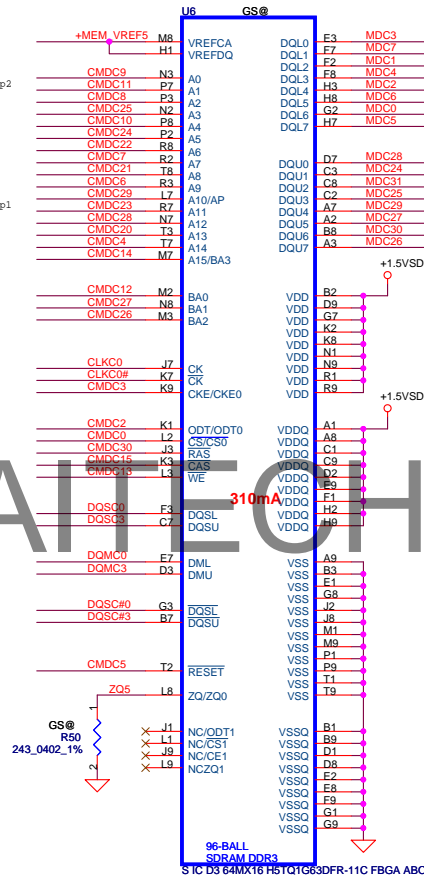 U6 GS@
+MEM_VREF5 M8 VREFCA
H1 VREFDQ
CMDC9 N3 A0
CMDC11 P7 A1
CMDC8 P3 A2
CMDC25 N2 A3
CMDC10 P8 A4
CMDC24 P2 A5
CMDC22 R8 A6
CMDC7 R2 A7
CMDC21 T8 A8
CMDC6 R3 A9
CMDC29 L7 A10/AP
CMDC23 R7 A11
CMDC28 N7 A12
CMDC20 T3 A13
CMDC4 T7 A14
CMDC14 M7 A15/BA3
p2
p1
CMDC12 M2 BA0
CMDC27 N8 BA1
CMDC26 M3 BA2
CLKC0 J7 CK
CLKC0# K7 CK
CMDC3 K9 CKE/CKE0
CMDC2 K1 ODT/ODT0
CMDC0 L2 CS/CS0
CMDC30 J3 RAS
CMDC15 K3 CAS
CMDC13 L3 WE
DQSC0 F3 DQSL
DQSC3 C7 DQSU
DQMC0 E7 DML
DQMC3 D3 DMU
DQSC#0 G3 DQSL
DQSC#3 B7 DQSU
CMDC5 T2 RESET
ZQ5 L8 ZQ/ZQ0
1
GS@
R50
243_0402_1%
2
J1 NC/ODT1
L1 NC/CS1
J9 NC/CE1
L9 NCZQ1
DQL0 E3 MDC3
DQL1 F7 MDC7
DQL2 F2 MDC1
DQL3 F8 MDC4
DQL4 H3 MDC2
DQL5 H8 MDC6
DQL6 G2 MDC0
DQL7 H7 MDC5
DQU0 D7 MDC28
DQU1 C3 MDC24
DQU2 C8 MDC31
DQU3 C2 MDC25
DQU4 A7 MDC29
DQU5 A2 MDC27
DQU6 B8 MDC30
DQU7 A3 MDC26
+1.5VSD
VDD B2
VDD D9
VDD G7
VDD K2
VDD K8
VDD N1
VDD N9
VDD R1
VDD R9
+1.5VSD
VDDQ A1
VDDQ A8
VDDQ C1
VDDQ C9
VDDQ D2
VDDQ E9
310mA VDDQ F1
VDDQ H2
VDDQ H9
VSS A9
VSS B3
VSS E1
VSS G8
VSS J2
VSS J8
VSS M1
VSS M9
VSS P1
VSS P9
VSS T1
VSS T9
VSSQ B1
VSSQ B9
VSSQ D1
VSSQ D8
VSSQ E2
VSSQ E8
VSSQ F9
VSSQ G1
VSSQ G9
AITECH
96-BALL
SDRAM DDR3
S IC D3 64MX16 H5TQ1G63DFR-11C FBGA ABO